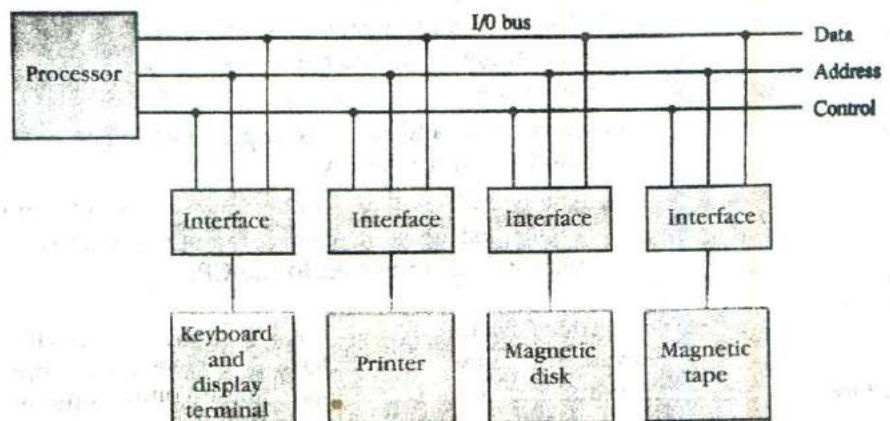 I/0 bus
Data
Processor
Address
Control
Interface
Interface
Interface
Interface
Keyboard
and
display
terminal
Printer
Magnetic
disk
Magnetic
tape